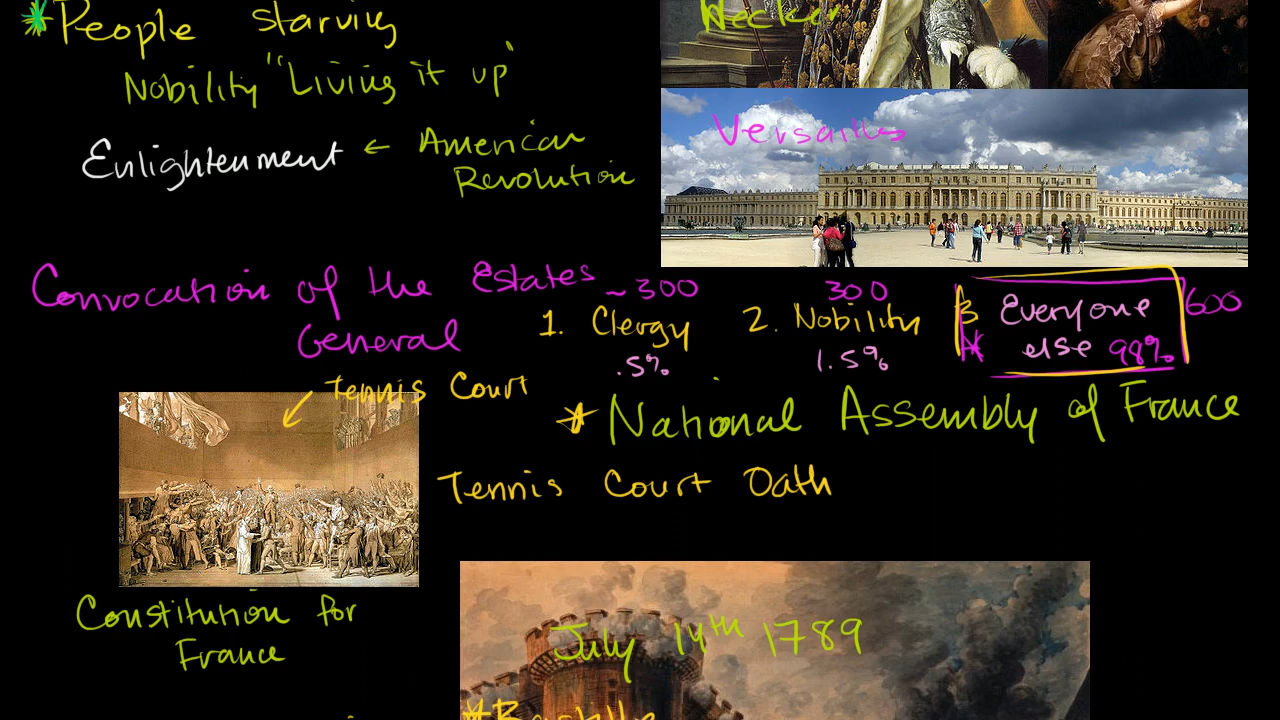 * People starving
Necker
Nobility "Living it up"
Versailles
Enlightenment ← American
Revolution
Convocation of the Estates
General
~300
1. Clergy
.5%
300
2. Nobility
1.5%
3
Everyone
else 98%
600
Tennis Court
* National Assembly of France
Tennis Court Oath
Constitution for
France
July 14th 1789
* Bastille